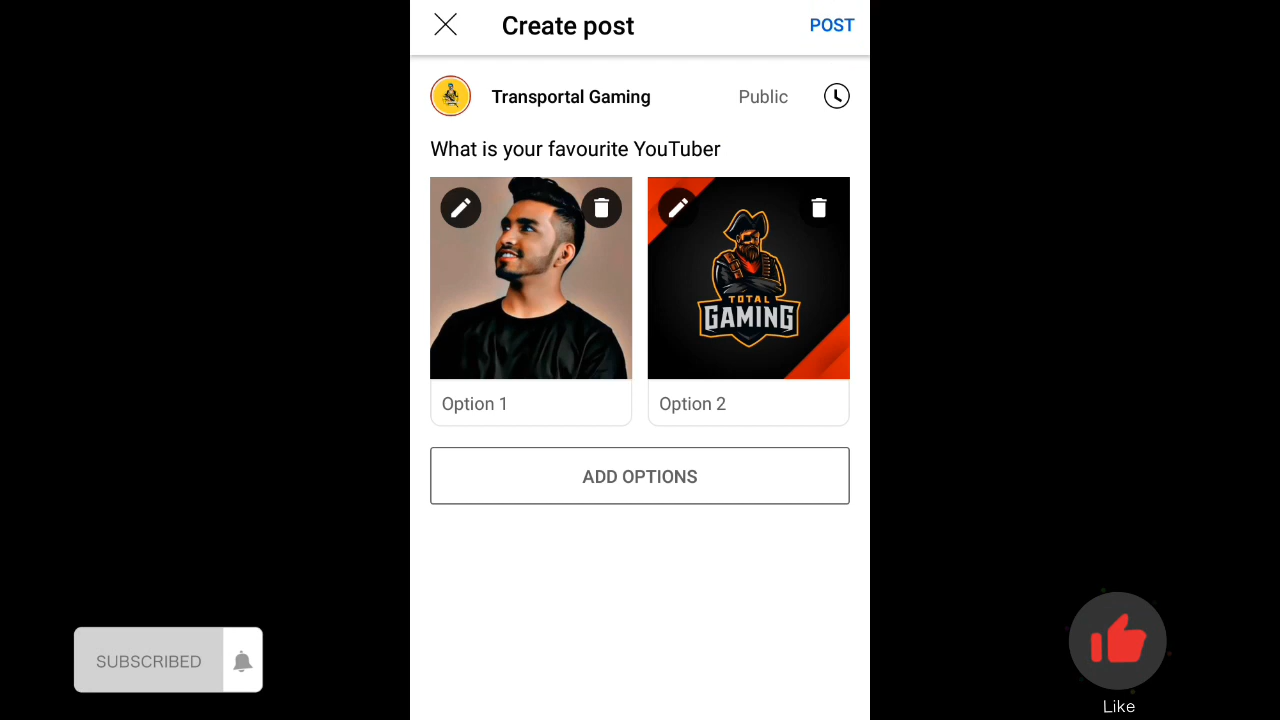 Create post
POST
Transportal Gaming
Public
What is your favourite YouTuber
TOTAL
GAMING
Option 1
Option 2
ADD OPTIONS
SUBSCRIBED
Like